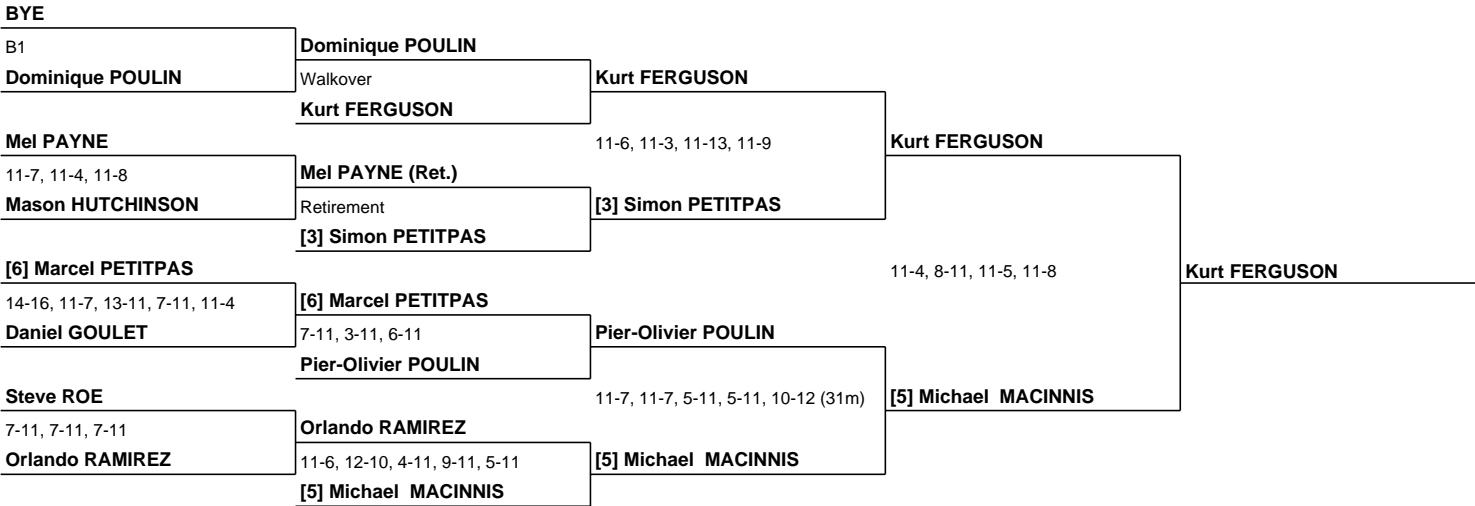 BYE
B1
Dominique POULIN
Dominique POULIN
Walkover
Kurt FERGUSON
Kurt FERGUSON
Mel PAYNE
11-7, 11-4, 11-8
Mason HUTCHINSON
Mel PAYNE (Ret.)
Retirement
[3] Simon PETITPAS
11-6, 11-3, 11-13, 11-9
[3] Simon PETITPAS
Kurt FERGUSON
[6] Marcel PETITPAS
14-16, 11-7, 13-11, 7-11, 11-4
Daniel GOULET
[6] Marcel PETITPAS
7-11, 3-11, 6-11
Pier-Olivier POULIN
Pier-Olivier POULIN
Steve ROE
7-11, 7-11, 7-11
Orlando RAMIREZ
Orlando RAMIREZ
11-6, 12-10, 4-11, 9-11, 5-11
[5] Michael MACINNIS
11-7, 11-7, 5-11, 5-11, 10-12 (31m)
[5] Michael MACINNIS
[5] Michael MACINNIS
11-4, 8-11, 11-5, 11-8
Kurt FERGUSON